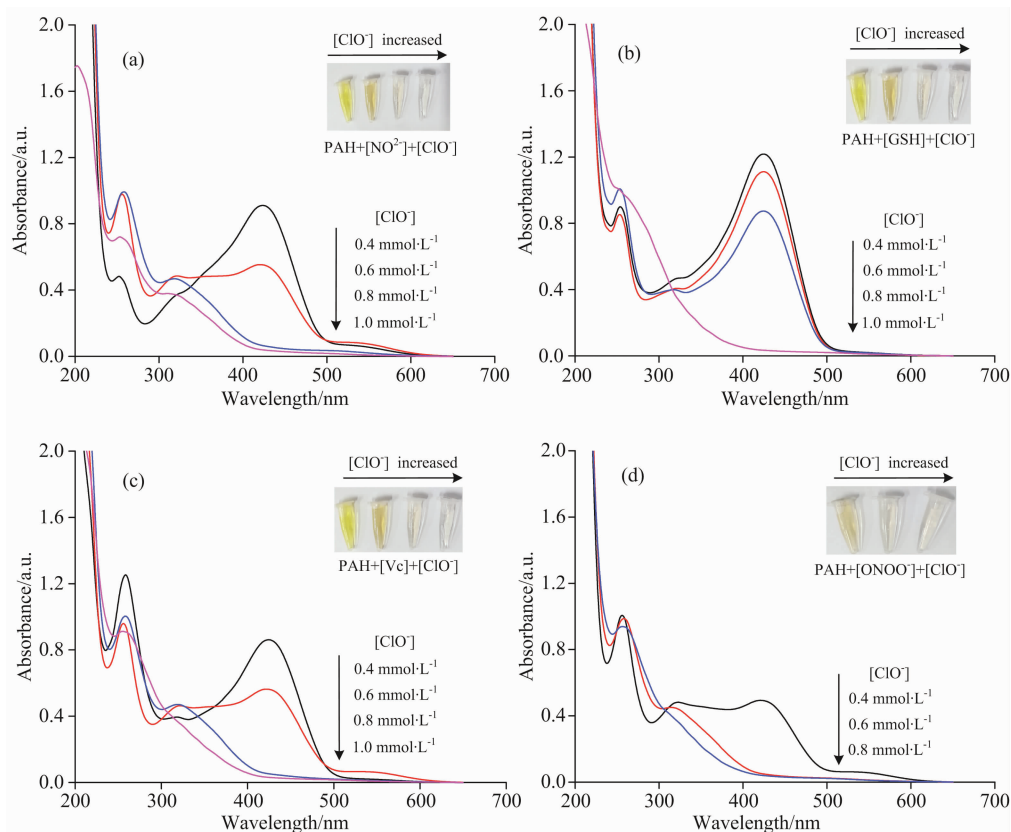 (a)
[ClO⁻] increased
PAH+[NO²⁻]+[ClO⁻]
[ClO⁻]
0.4 mmol·L⁻¹
0.6 mmol·L⁻¹
0.8 mmol·L⁻¹
1.0 mmol·L⁻¹
Absorbance/a.u.
2.0
1.6
1.2
0.8
0.4
0.0
200 300 400 500 600 700
Wavelength/nm
(b)
[ClO⁻] increased
PAH+[GSH]+[ClO⁻]
[ClO⁻]
0.4 mmol·L⁻¹
0.6 mmol·L⁻¹
0.8 mmol·L⁻¹
1.0 mmol·L⁻¹
Absorbance/a.u.
2.0
1.6
1.2
0.8
0.4
0.0
200 300 400 500 600 700
Wavelength/nm
(c)
[ClO⁻] increased
PAH+[Vc]+[ClO⁻]
[ClO⁻]
0.4 mmol·L⁻¹
0.6 mmol·L⁻¹
0.8 mmol·L⁻¹
1.0 mmol·L⁻¹
Absorbance/a.u.
2.0
1.6
1.2
0.8
0.4
0.0
200 300 400 500 600 700
Wavelength/nm
(d)
[ClO⁻] increased
PAH+[ONOO⁻]+[ClO⁻]
[ClO⁻]
0.4 mmol·L⁻¹
0.6 mmol·L⁻¹
0.8 mmol·L⁻¹
Absorbance/a.u.
2.0
1.6
1.2
0.8
0.4
0.0
200 300 400 500 600 700
Wavelength/nm